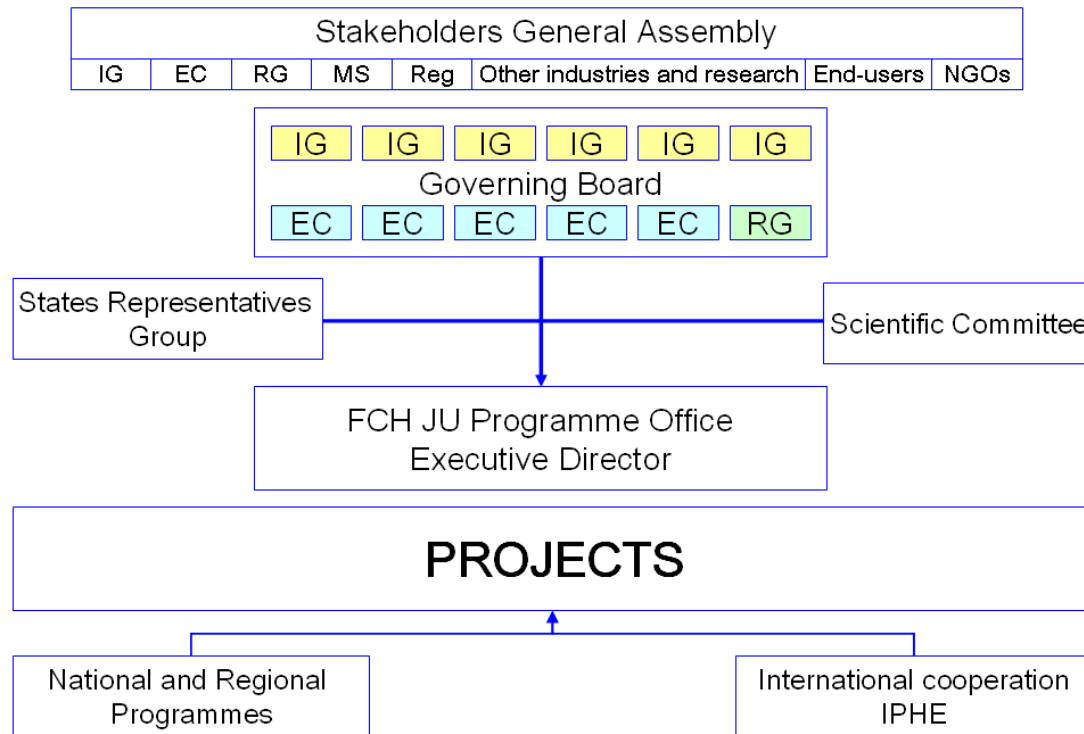 Stakeholders General Assembly
IG EC RG MS Reg Other industries and research End-users NGOs
IG IG IG IG IG IG
Governing Board
EC EC EC EC EC RG
States Representatives
Group
Scientific Committee
FCH JU Programme Office
Executive Director
PROJECTS
National and Regional
Programmes
International cooperation
IPHE